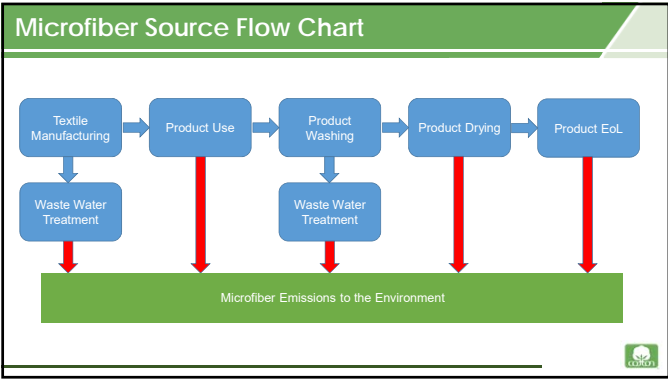 Microfiber Source Flow Chart
Textile
Manufacturing
Product Use
Product
Washing
Product Drying
Product EoL
Waste Water
Treatment
Waste Water
Treatment
Microfiber Emissions to the Environment